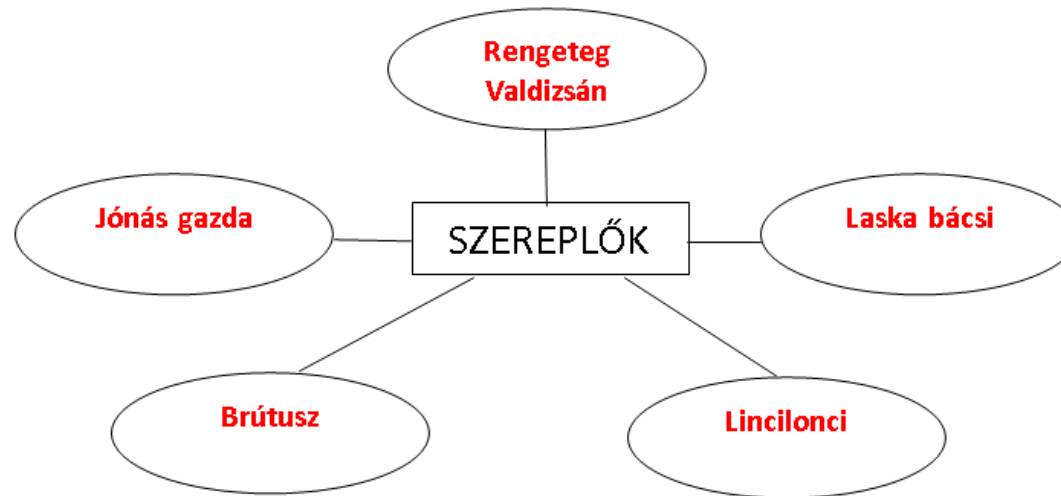 Rengeteg
Valdizsán
Jónás gazda
SZEREPLŐK
Laska bácsi
Brútusz
Lincilonci